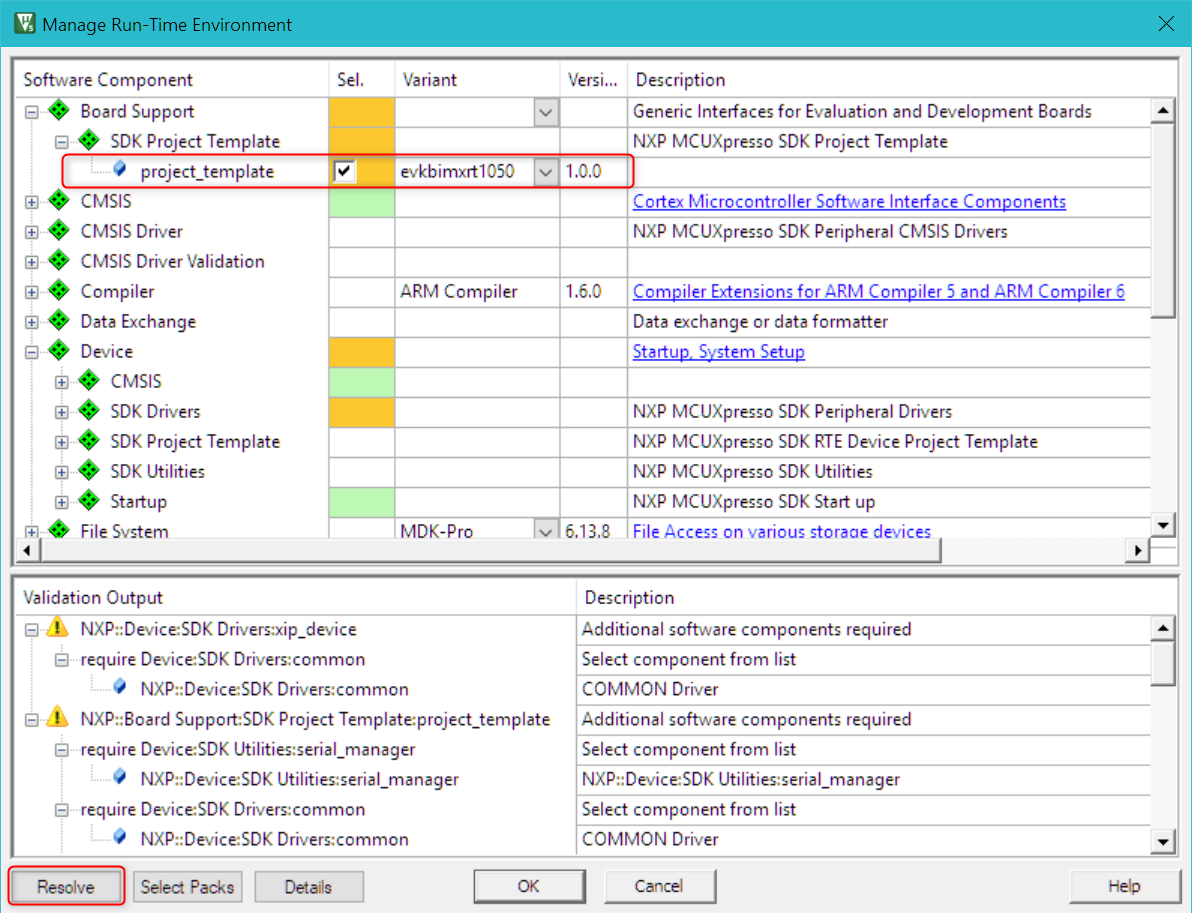 Manage Run-Time Environment
Software Component Sel. Variant Versi... Description
Board Support Generic Interfaces for Evaluation and Development Boards
SDK Project Template NXP MCUXpresso SDK Project Template
project_template evkbimxrt1050 1.0.0
CMSIS Cortex Microcontroller Software Interface Components
CMSIS Driver NXP MCUXpresso SDK Peripheral CMSIS Drivers
CMSIS Driver Validation
Compiler ARM Compiler 1.6.0 Compiler Extensions for ARM Compiler 5 and ARM Compiler 6
Data Exchange Data exchange or data formatter
Device Startup, System Setup
CMSIS
SDK Drivers NXP MCUXpresso SDK Peripheral Drivers
SDK Project Template NXP MCUXpresso SDK RTE Device Project Template
SDK Utilities NXP MCUXpresso SDK Utilities
Startup NXP MCUXpresso SDK Start up
File System MDK-Pro 6.13.8 File Access on various storage devices
Validation Output Description
NXP::Device:SDK Drivers:xip_device Additional software components required
require Device:SDK Drivers:common Select component from list
NXP::Device:SDK Drivers:common COMMON Driver
NXP::Board Support:SDK Project Template:project_template Additional software components required
require Device:SDK Utilities:serial_manager Select component from list
NXP::Device:SDK Utilities:serial_manager NXP::Device:SDK Utilities:serial_manager
require Device:SDK Drivers:common Select component from list
NXP::Device:SDK Drivers:common COMMON Driver
Resolve Select Packs Details OK Cancel Help